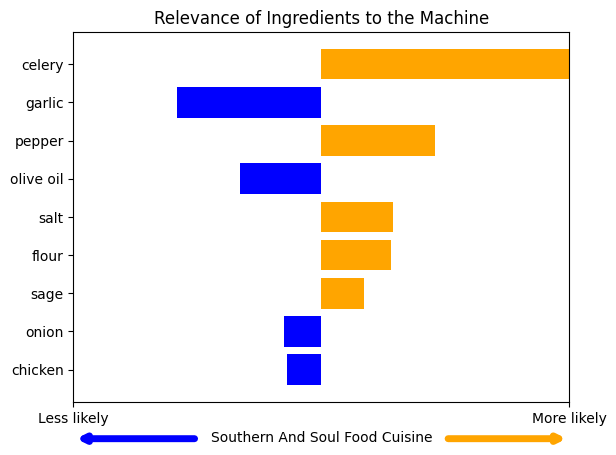 Relevance of Ingredients to the Machine
celery
garlic
pepper
olive oil
salt
flour
sage
onion
chicken
Less likely
More likely
Southern And Soul Food Cuisine